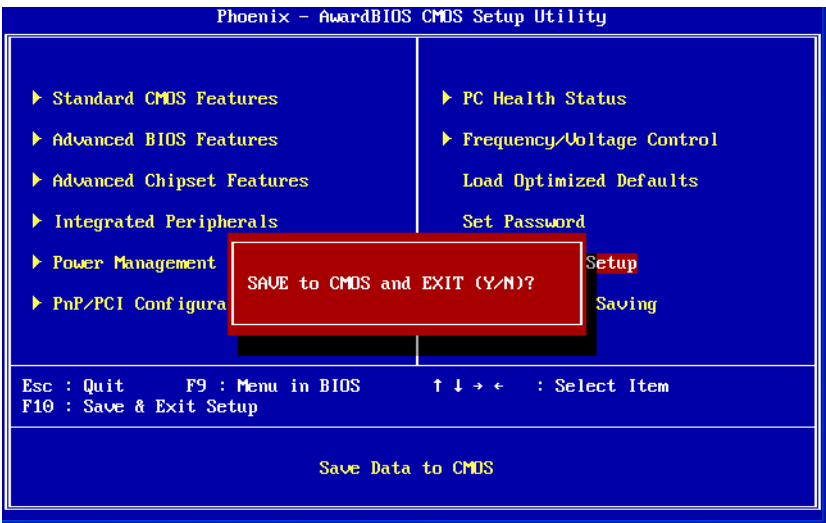 Phoenix - AwardBIOS CMOS Setup Utility
▶ Standard CMOS Features
▶ Advanced BIOS Features
▶ Advanced Chipset Features
▶ Integrated Peripherals
▶ Power Management
▶ PnP/PCI Configura
▶ PC Health Status
▶ Frequency/Voltage Control
Load Optimized Defaults
Set Password
Setup
Saving
SAVE to CMOS and EXIT (Y/N)?
Esc : Quit F9 : Menu in BIOS ↑ ↓ → ← : Select Item
F10 : Save & Exit Setup
Save Data to CMOS